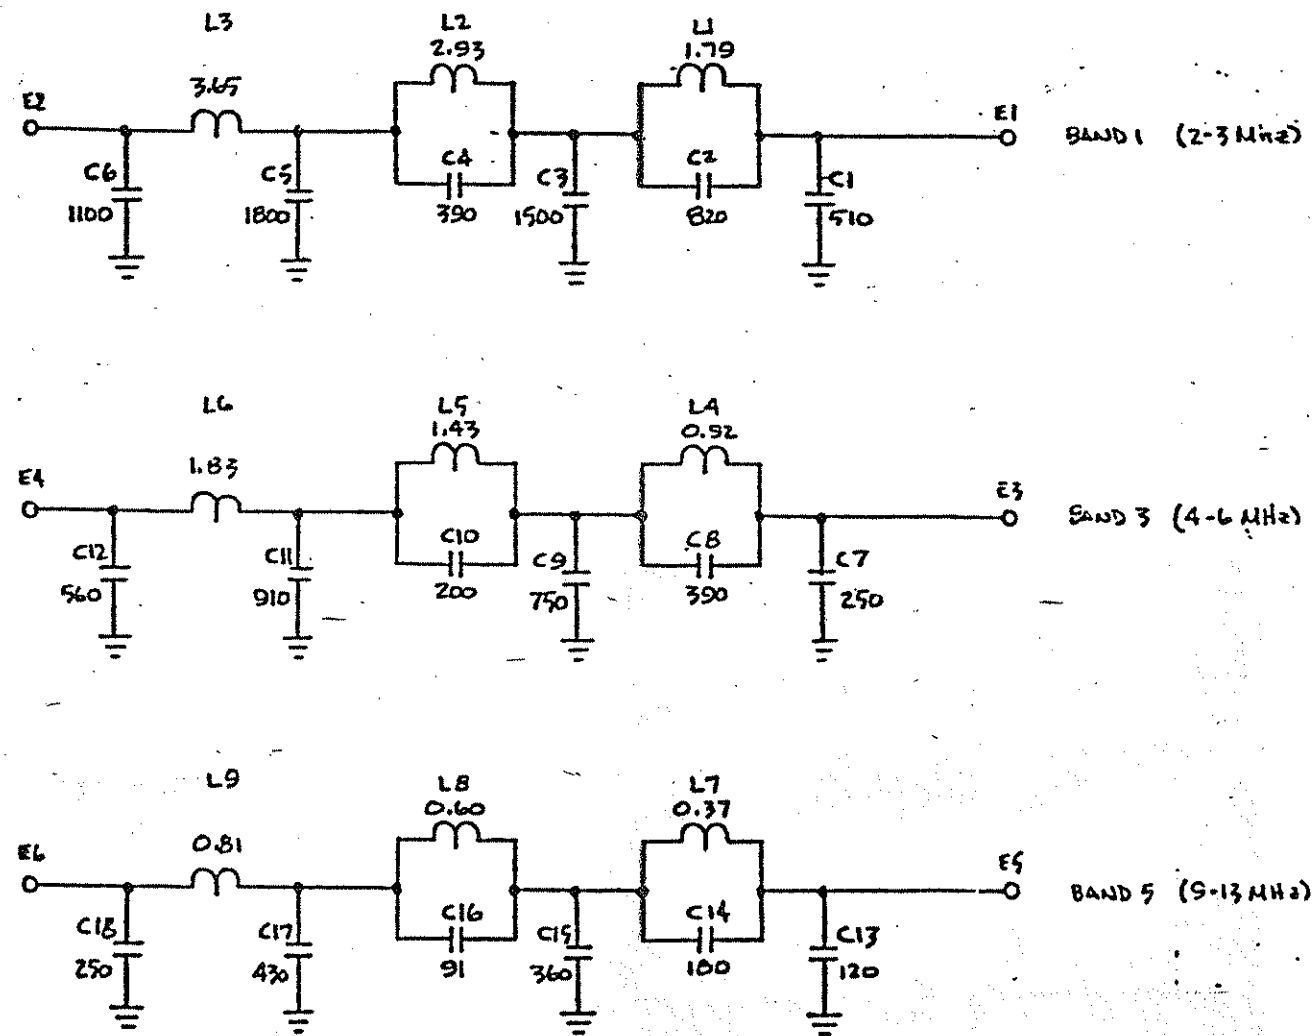 L3 L2 L1
2.93 1.79
3.65
E2 E1 BAND 1 (2-3 MHz)
C6 C5 C4 C3 C2 C1
1100 1800 390 1500 820 510
L6 L5 L4
1.43 0.92
1.83
E4 E3 BAND 3 (4-6 MHz)
C12 C11 C10 C9 C8 C7
560 910 200 750 390 250
L9 L8 L7
0.60 0.37
0.81
E6 E5 BAND 5 (9-13 MHz)
C18 C17 C16 C15 C14 C13
250 430 91 360 180 120